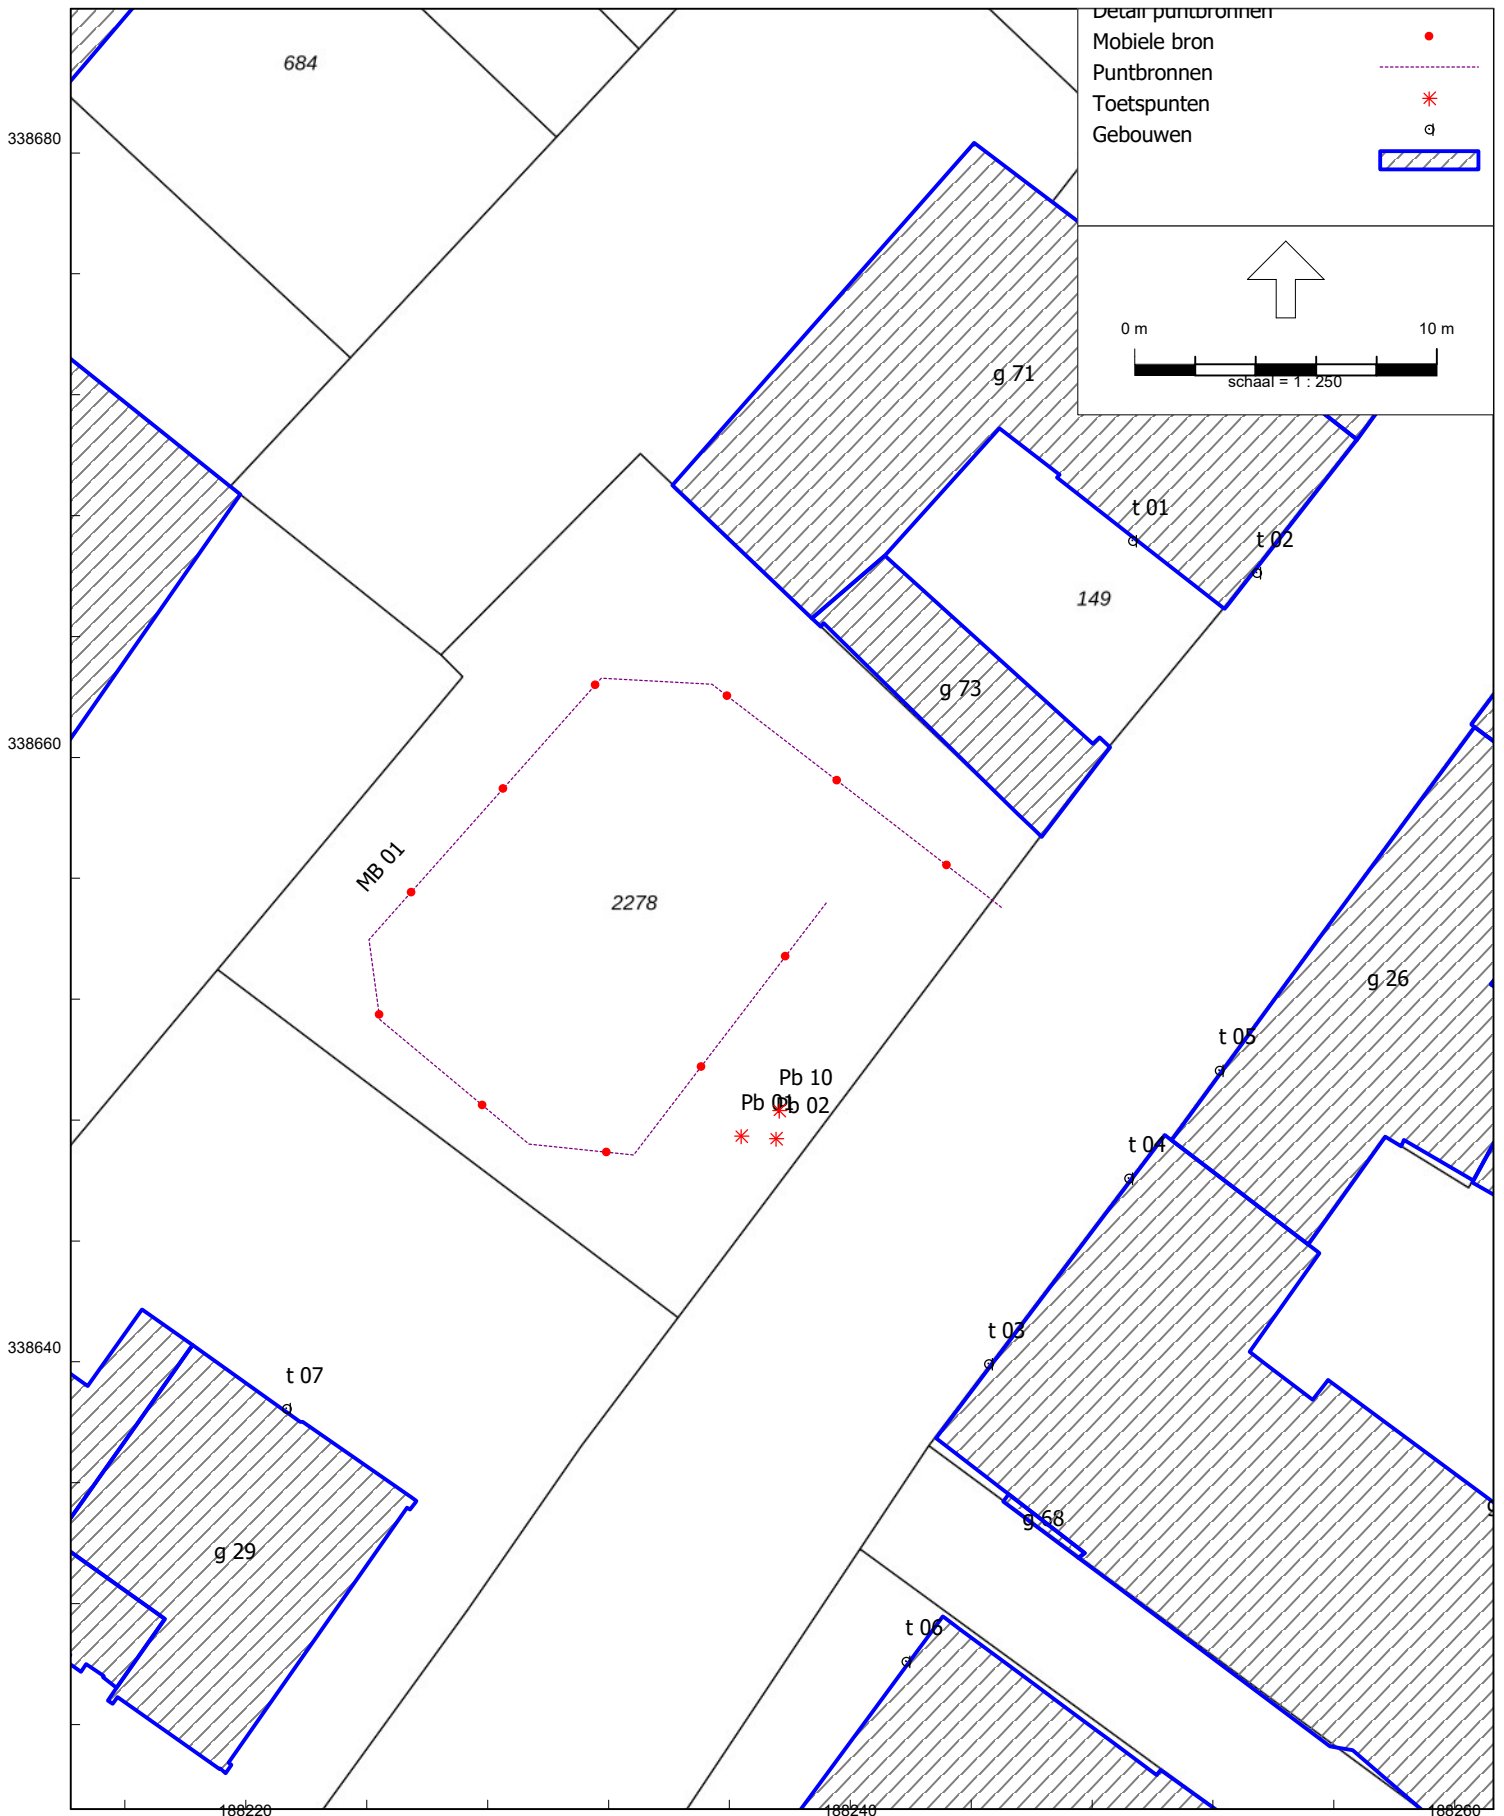 Detail puntbronnen
Mobiele bron
Puntbronnen
Toetspunten
Gebouwen
0 m
10 m
schaal = 1 : 250
684
338680
g 71
t 01
t 02
149
g 73
338660
MB 01
2278
g 26
t 05
Pb 10
Pb 01
Pb 02
t 04
t 03
338640
t 07
g 68
g 29
t 06
188220
188240
188260